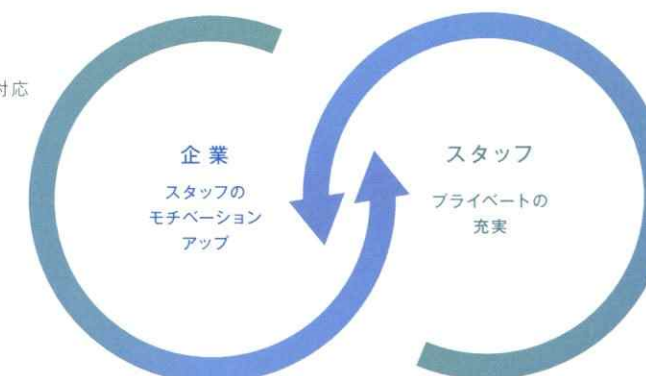 対応
企業
スタッフの
モチベーション
アップ
スタッフ
プライベートの
充実